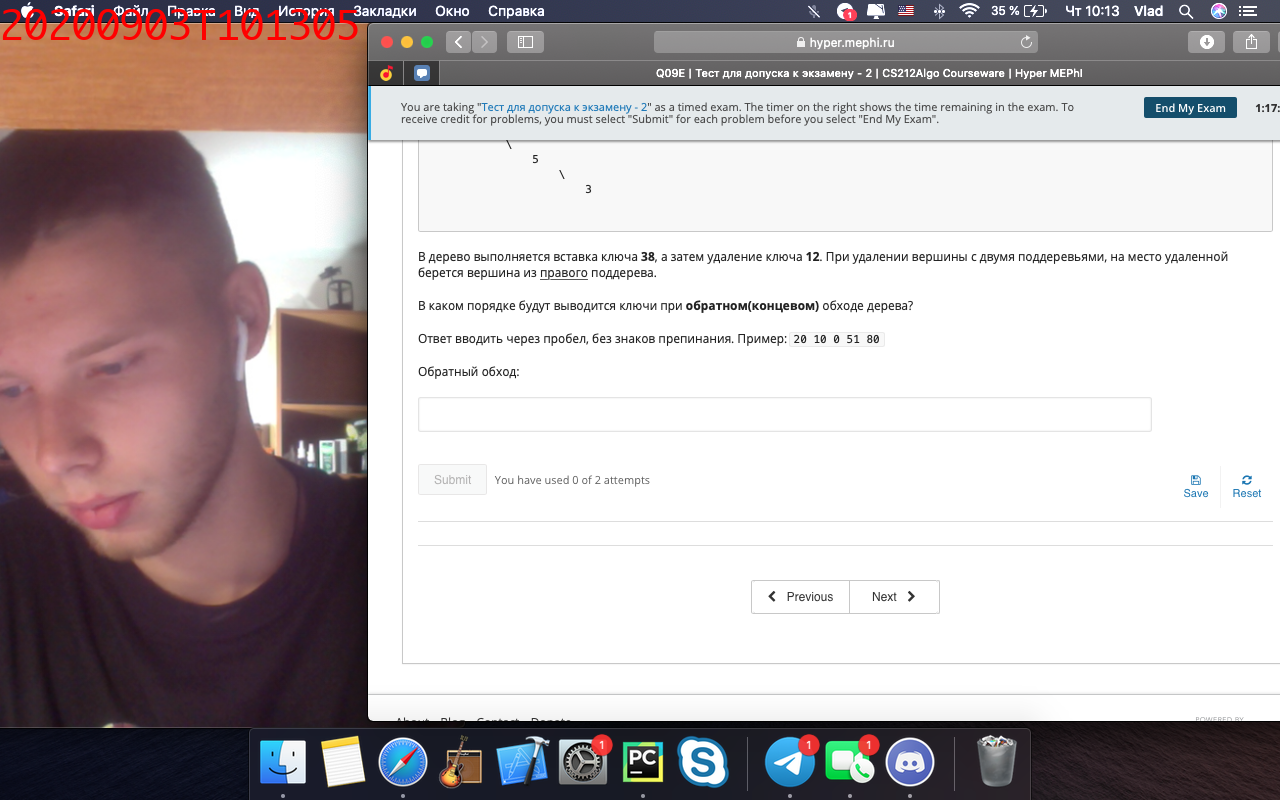 20200903T101305
Safari Файл Правка Вид История Закладки Окно Справка
1 35 % Чт 10:13 Vlad
hyper.mephi.ru
Q09E | Тест для допуска к экзамену - 2 | CS212Algo Courseware | Hyper MEPhI
You are taking "Тест для допуска к экзамену - 2" as a timed exam. The timer on the right shows the time remaining in the exam. To
receive credit for problems, you must select "Submit" for each problem before you select "End My Exam".
End My Exam
1:17:
\
5
\
3
В дерево выполняется вставка ключа 38, а затем удаление ключа 12. При удалении вершины с двумя поддеревьями, на место удаленной
берется вершина из правого поддерева.
В каком порядке будут выводится ключи при обратном(концевом) обходе дерева?
Ответ вводить через пробел, без знаков препинания. Пример: 20 10 0 51 80
Обратный обход:
Submit You have used 0 of 2 attempts
Save Reset
Previous Next
About Blog Contact Donate
POWERED BY
1 PC 1 1